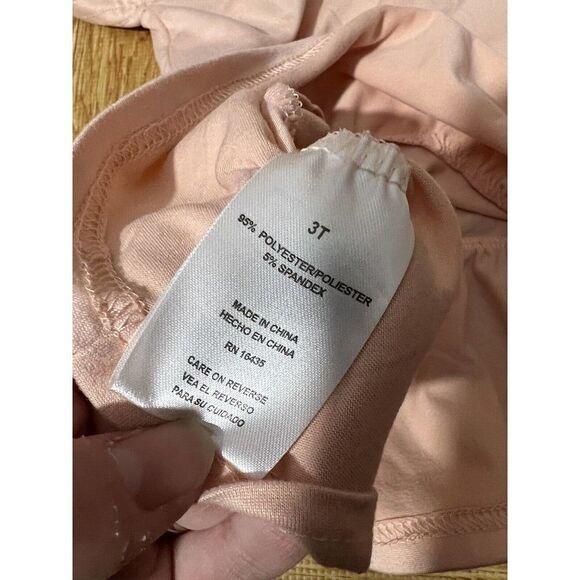 3T
95% POLYESTER/POLIESTER
5% SPANDEX
MADE IN CHINA
HECHO EN CHINA
RN 16435
CARE ON REVERSE
VEA EL REVERSO
PARA SU CUIDADO